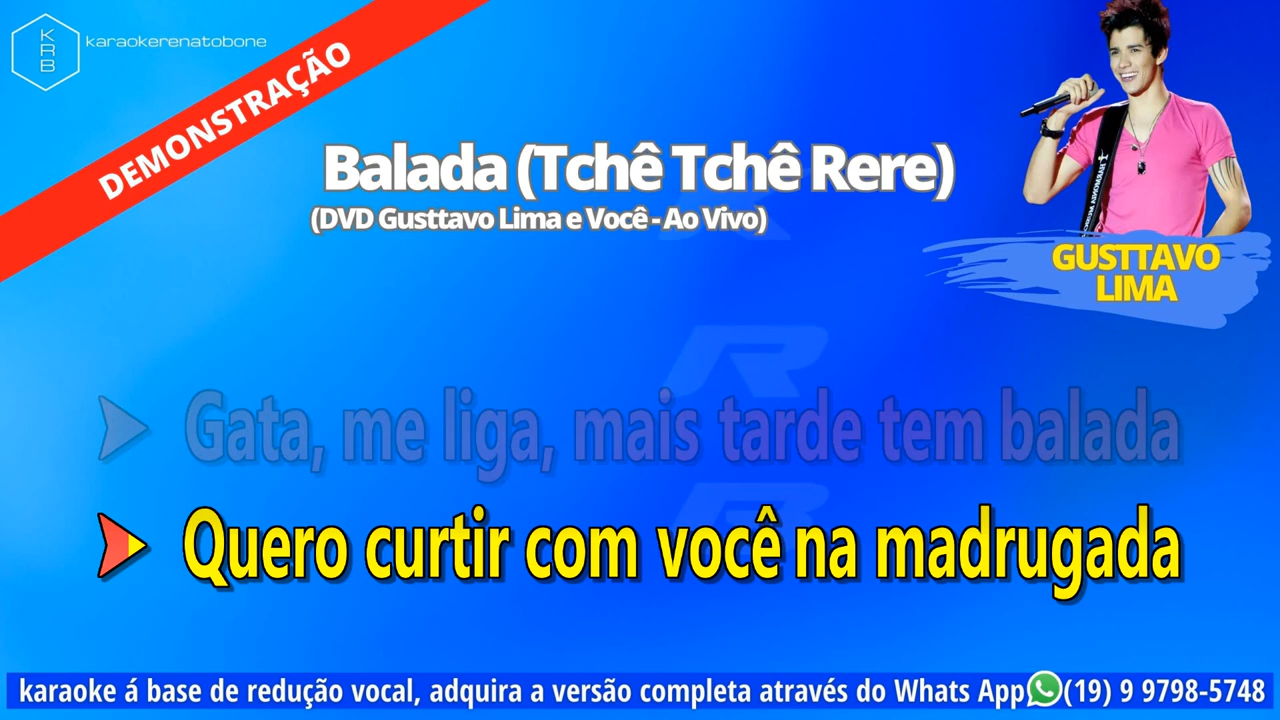 KRB
karaokerenatobone
DEMONSTRAÇÃO
Balada (Tchê Tchê Rere)
(DVD Gusttavo Lima e Você - Ao Vivo)
GUSTTAVO
LIMA
Gata, me liga, mais tarde tem balada
Quero curtir com você na madrugada
karaoke á base de redução vocal, adquira a versão completa através do Whats App (19) 9 9798-5748